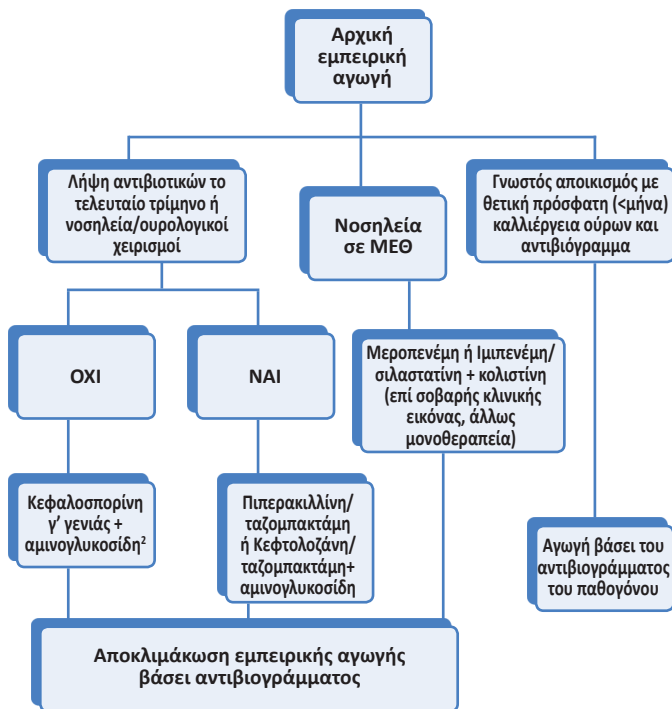 Αρχική
εμπειρική
αγωγή
Λήψη αντιβιοτικών το
τελευταίο τρίμηνο ή
νοσηλεία/ουρολογικοί
χειρισμοί
Νοσηλεία
σε ΜΕΘ
Γνωστός αποικισμός με
θετική πρόσφατη (<μήνα)
καλλιέργεια ούρων και
αντιβιόγραμμα
ΟΧΙ
ΝΑΙ
Μεροπενέμη ή Ιμιπενέμη/
σιλαστατίνη + κολιστίνη
(επί σοβαρής κλινικής
εικόνας, άλλως
μονοθεραπεία)
Κεφαλοσπορίνη
γ' γενιάς +
αμινογλυκοσίδη²
Πιπερακιλλίνη/
ταζομπακτάμη
ή Κεφτολοζάνη/
ταζομπακτάμη+
αμινογλυκοσίδη
Αγωγή βάσει του
αντιβιογράμματος
του παθογόνου
Αποκλιμάκωση εμπειρικής αγωγής
βάσει αντιβιογράμματος